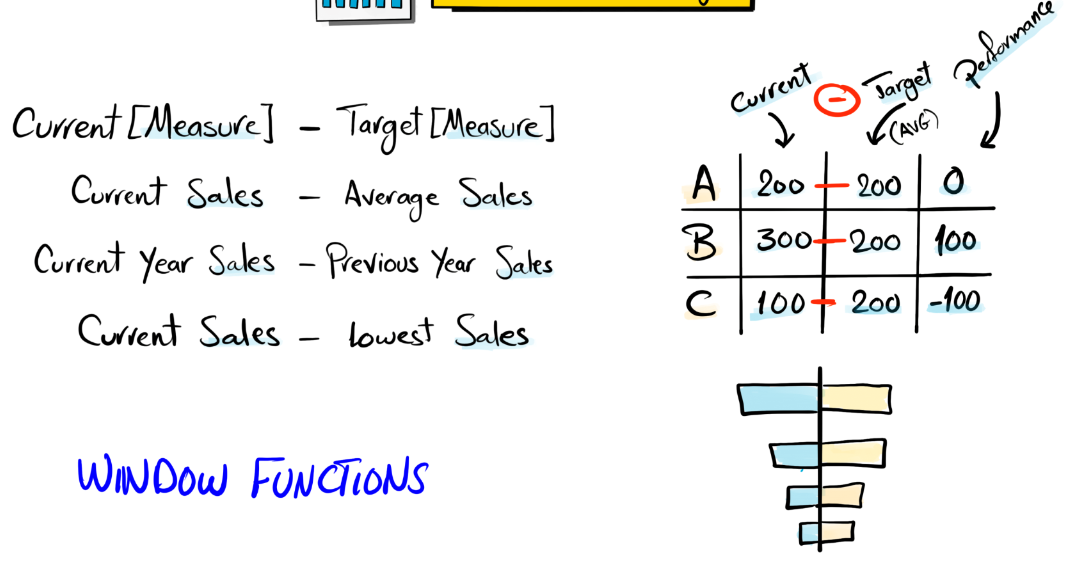 Current [Measure] - Target [Measure]
Current Sales - Average Sales
Current Year Sales - Previous Year Sales
Current Sales - Lowest Sales
WINDOW FUNCTIONS
Current - Target Performance
(AVG)
A 200 - 200 0
B 300 - 200 100
C 100 - 200 -100